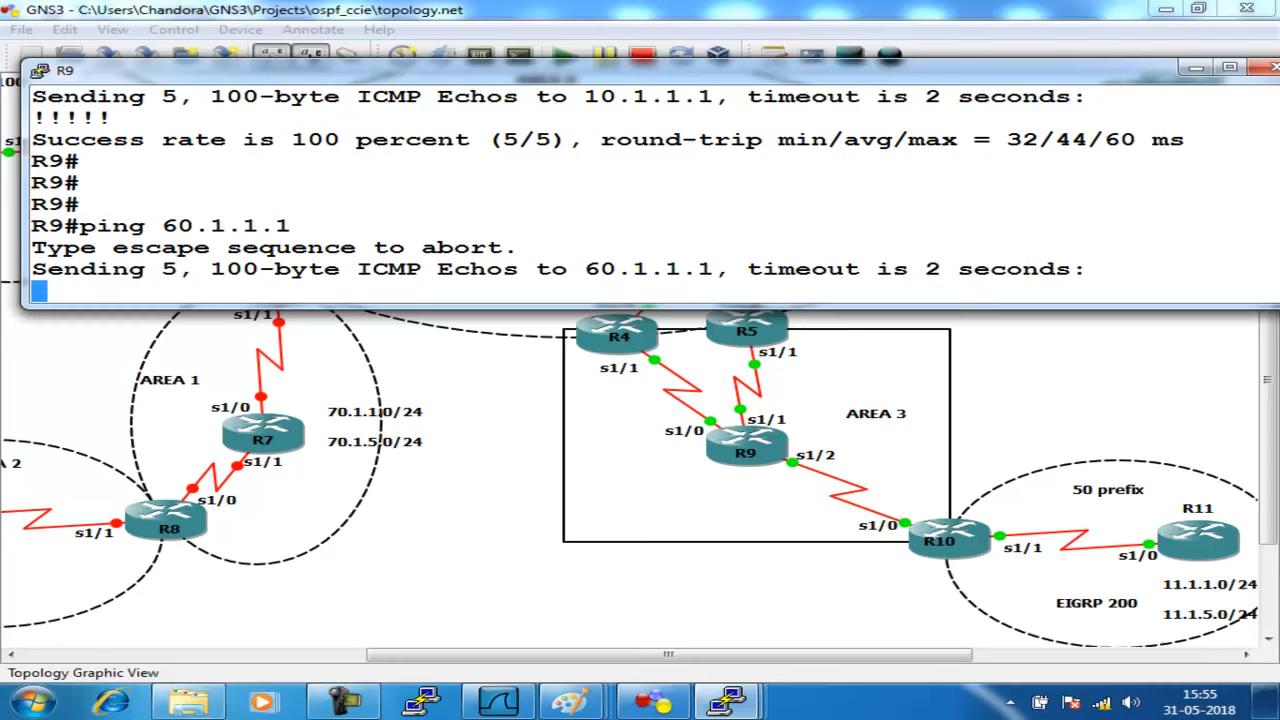 GNS3 - C:\Users\Chandora\GNS3\Projects\ospf_ccie\topology.net
File Edit View Control Device Annotate Help
R9
Sending 5, 100-byte ICMP Echos to 10.1.1.1, timeout is 2 seconds:
!!!!!
Success rate is 100 percent (5/5), round-trip min/avg/max = 32/44/60 ms
R9#
R9#
R9#
R9#ping 60.1.1.1
Type escape sequence to abort.
Sending 5, 100-byte ICMP Echos to 60.1.1.1, timeout is 2 seconds:
s1/1
R4
R5
s1/1
s1/1
AREA 1
s1/0
70.1.1.0/24
AREA 3
s1/0
s1/1
R7
70.1.5.0/24
R9
s1/2
s1/1
A 2
50 prefix
s1/0
R11
s1/0
R8
s1/1
R10
s1/1
s1/0
11.1.1.0/24
EIGRP 200
11.1.5.0/24
Topology Graphic View
15:55
31-05-2018